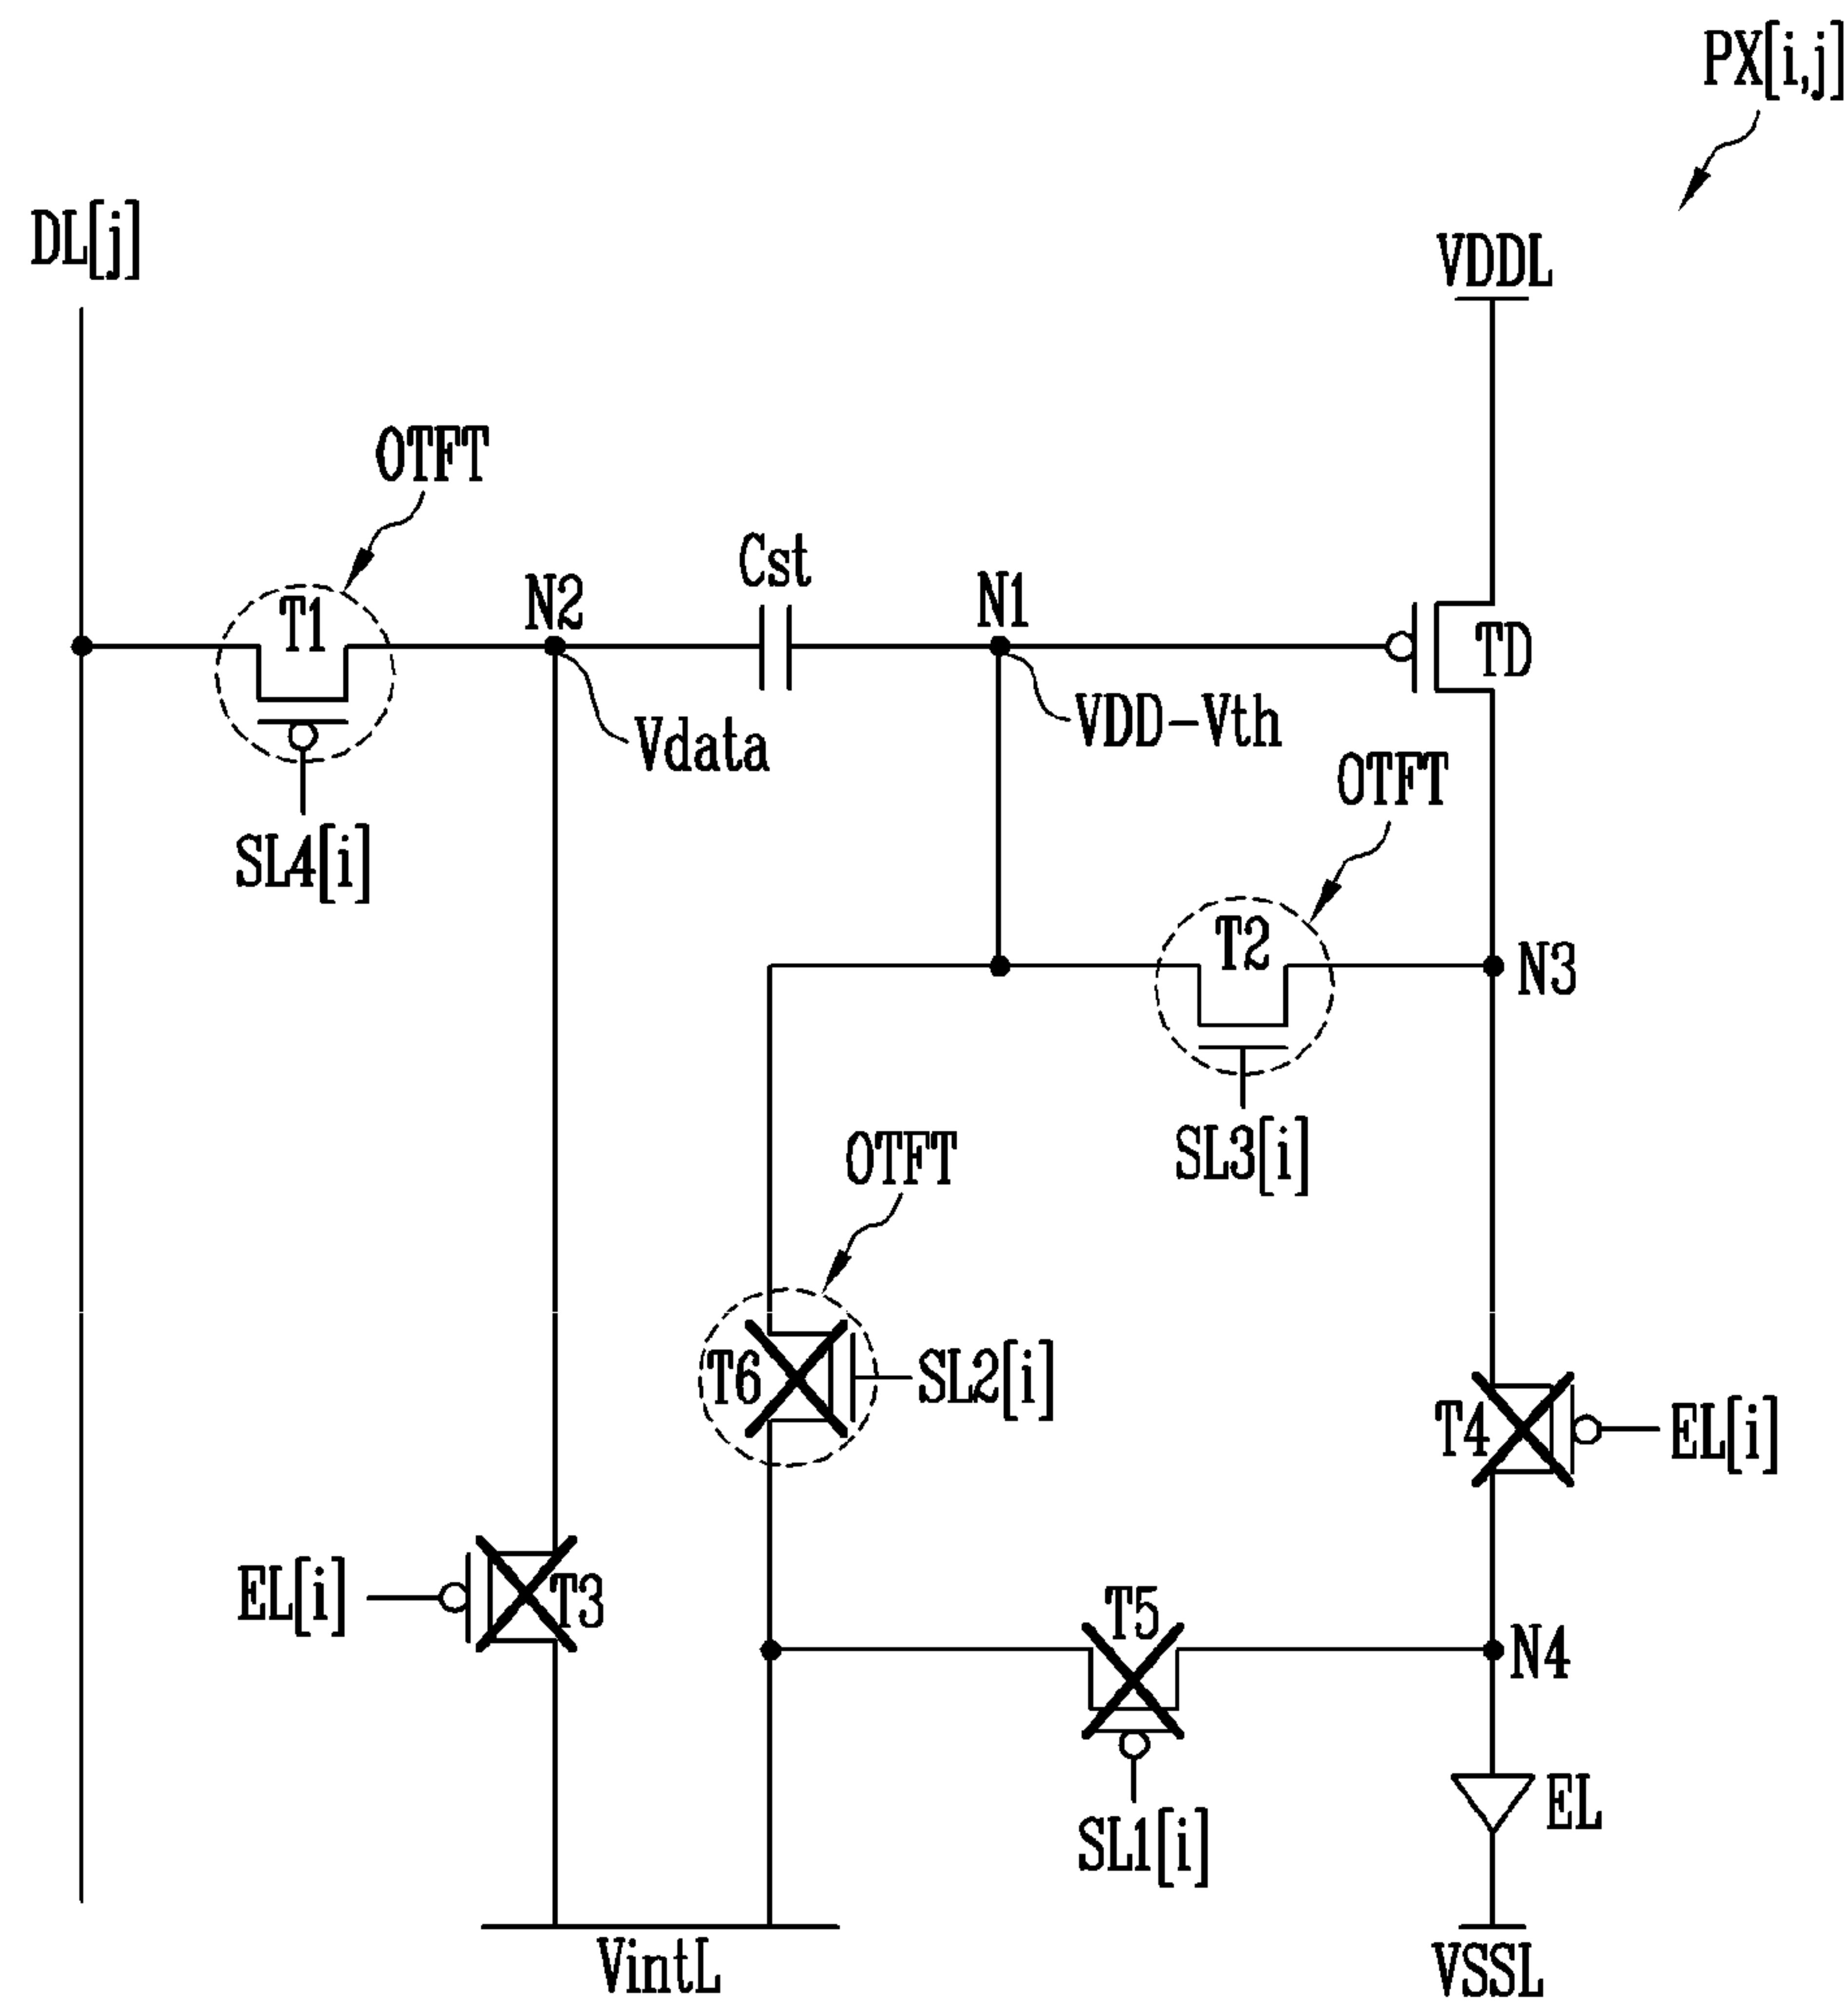 PX[i,j]
DL[j]
VDDL
OTFT
Cst
N2
N1
T1
TD
Vdata
VDD-Vth
OTFT
SL4[i]
T2
N3
OTFT
SL3[i]
T6
SL2[i]
T4
EL[i]
EL[i]
T3
T5
N4
SL1[i]
EL
VintL
VSSL